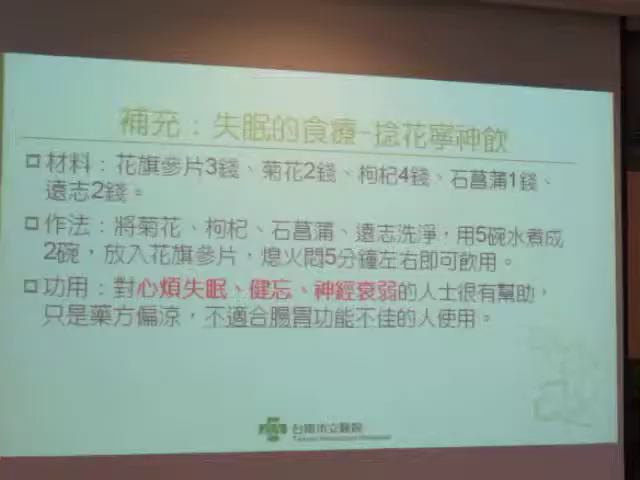 補充：失眠的食療-捻花寧神飲
材料：花旗參片3錢、菊花2錢、枸杞4錢、石菖蒲1錢、
遠志2錢。
作法：將菊花、枸杞、石菖蒲、遠志洗淨，用5碗水煮成
2碗，放入花旗參片，熄火悶5分鐘左右即可飲用。
功用：對心煩失眠、健忘、神經衰弱的人士很有幫助，
只是藥方偏涼，不適合腸胃功能不佳的人使用。
台南市立醫院